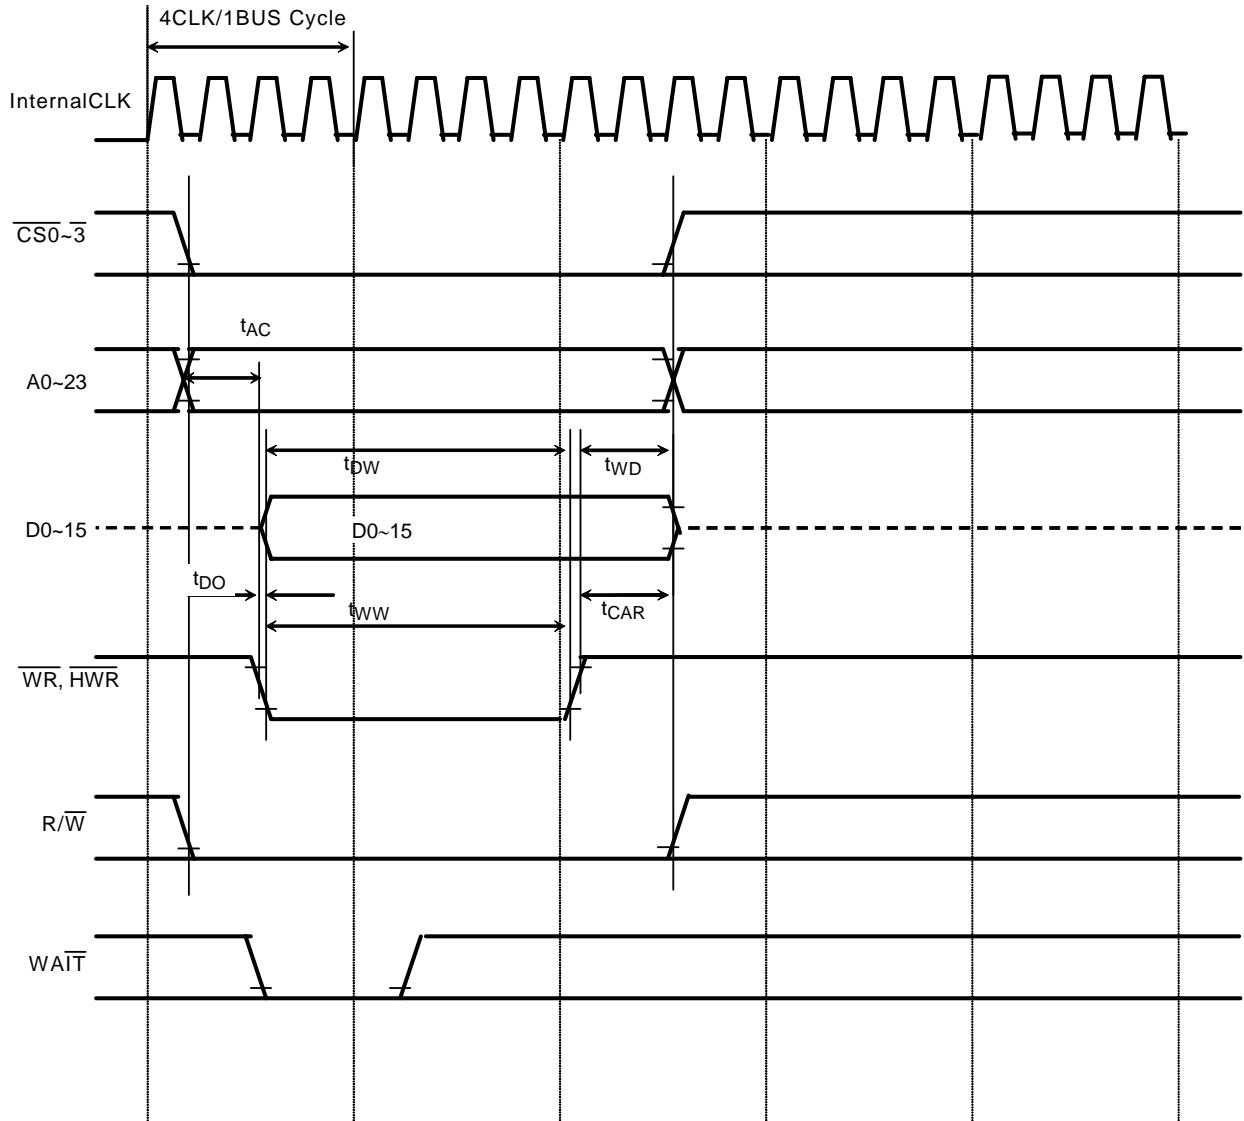 4CLK/1BUS Cycle
InternalCLK
CS0~3
tAC
A0~23
tDW
tWD
D0~15
D0~15
tDO
tWW
tCAR
WR, HWR
R/W
WAIT